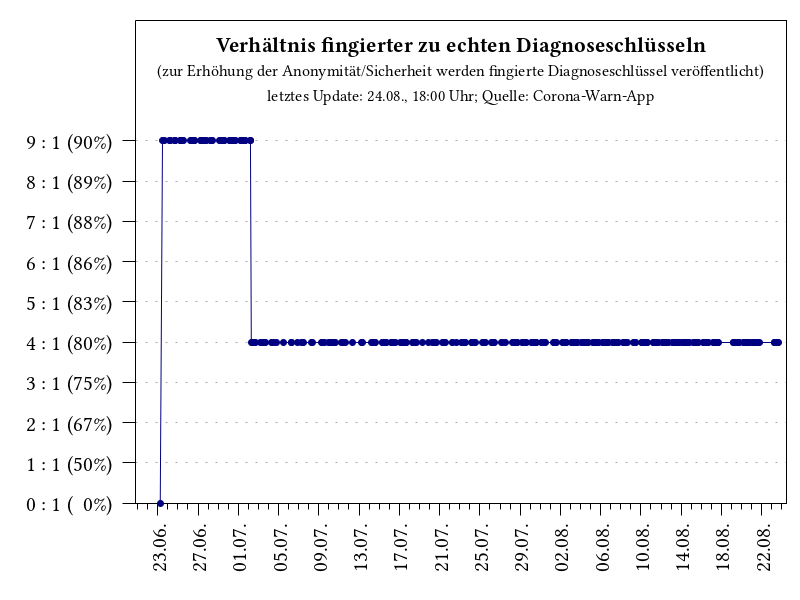 Verhältnis fingierter zu echten Diagnoseschlüsseln
(zur Erhöhung der Anonymität/Sicherheit werden fingierte Diagnoseschlüssel veröffentlicht)
letztes Update: 24.08., 18:00 Uhr; Quelle: Corona-Warn-App
9 : 1 (90%)
8 : 1 (89%)
7 : 1 (88%)
6 : 1 (86%)
5 : 1 (83%)
4 : 1 (80%)
3 : 1 (75%)
2 : 1 (67%)
1 : 1 (50%)
0 : 1 (  0%)
23.06.
27.06.
01.07.
05.07.
09.07.
13.07.
17.07.
21.07.
25.07.
29.07.
02.08.
06.08.
10.08.
14.08.
18.08.
22.08.